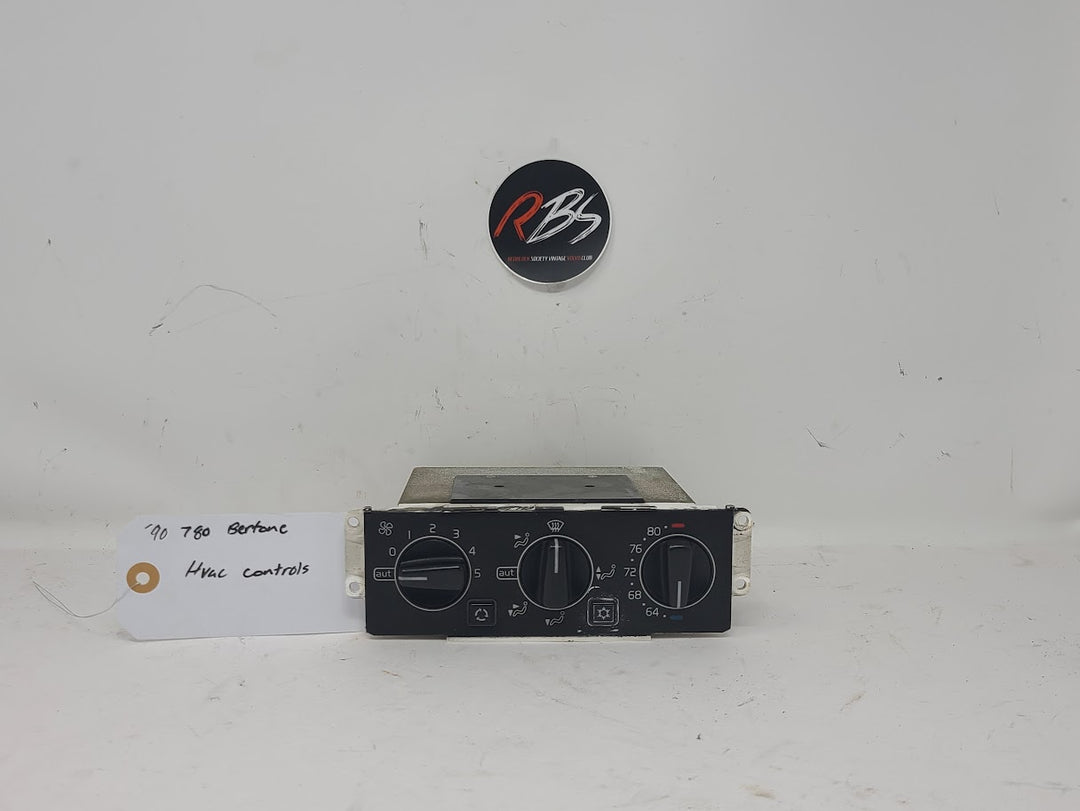 RBS
REDBLOCK SOCIETY VINTAGE VOLVO CLUB
'90 780 Bertone
Hvac controls
0 1 2 3 4 5
aut
aut
80
76
72
68
64